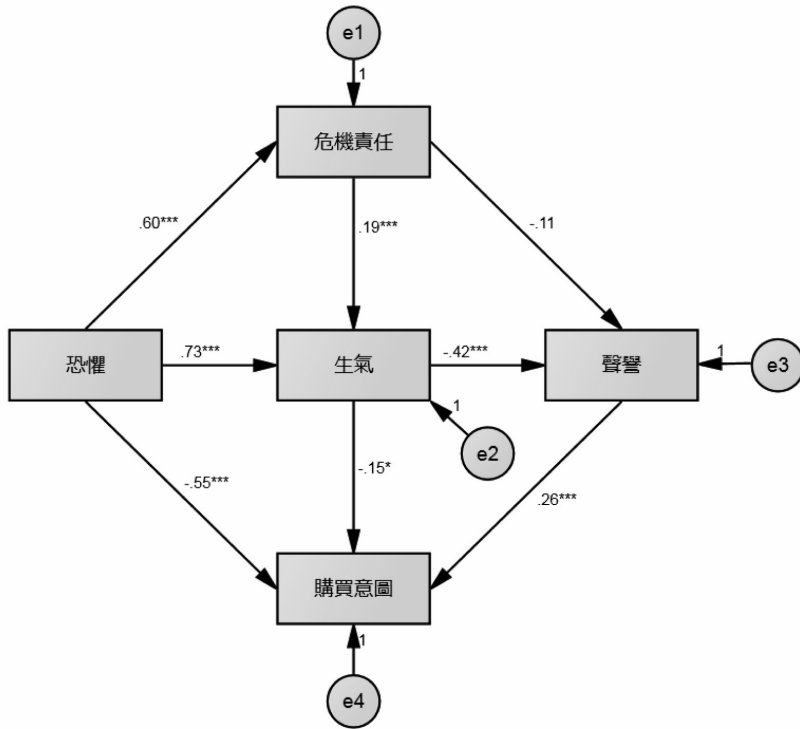 e1
1
危機責任
.60***
.19***
-.11
恐懼
.73***
生氣
-.42***
聲譽
1
e3
1
e2
-.55***
-.15*
.26***
購買意圖
1
e4